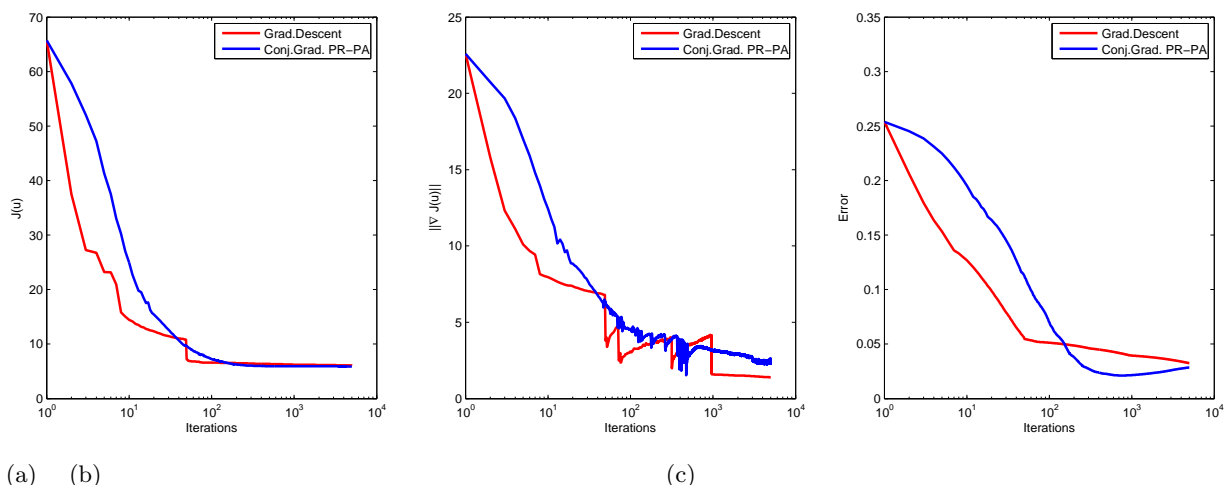 70
60
50
40
30
20
10
0
J(u)
10^0
10^1
10^2
10^3
10^4
Iterations
Grad.Descent
Conj.Grad. PR-PA
25
20
15
10
5
0
||∇ J(u)||
10^0
10^1
10^2
10^3
10^4
Iterations
Grad.Descent
Conj.Grad. PR-PA
0.35
0.3
0.25
0.2
0.15
0.1
0.05
0
Error
10^0
10^1
10^2
10^3
10^4
Iterations
Grad.Descent
Conj.Grad. PR-PA
(a) (b) (c)